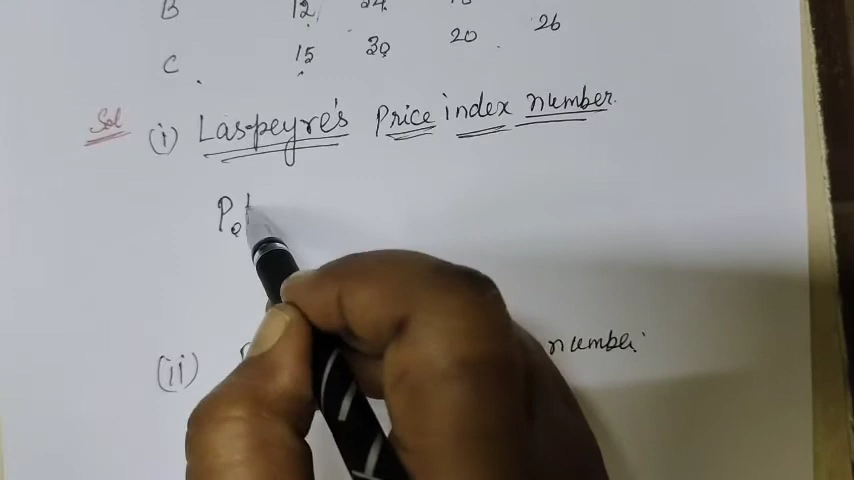 B 12 24
C 15 30 20 26
Sol (i) Laspeyre's Price index number.
P₀
(ii) number